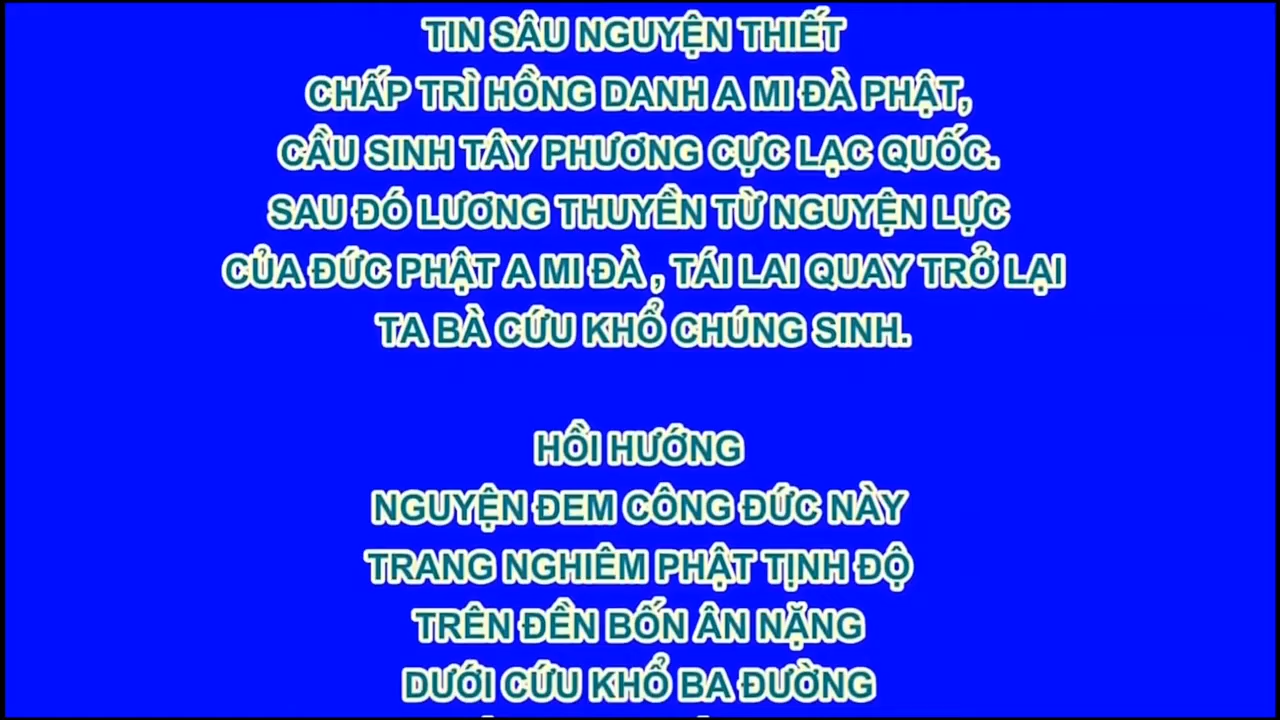 TIN SÂU NGUYỆN THIẾT
CHẤP TRÌ HỒNG DANH A MI ĐÀ PHẬT,
CẦU SINH TÂY PHƯƠNG CỰC LẠC QUỐC.
SAU ĐÓ LƯƠNG THUYỀN TỪ NGUYỆN LỰC
CỦA ĐỨC PHẬT A MI ĐÀ , TÁI LAI QUAY TRỞ LẠI
TA BÀ CỨU KHỔ CHÚNG SINH.
HỒI HƯỚNG
NGUYỆN ĐEM CÔNG ĐỨC NÀY
TRANG NGHIÊM PHẬT TỊNH ĐỘ
TRÊN ĐỀN BỐN ÂN NẶNG
DƯỚI CỨU KHỔ BA ĐƯỜNG